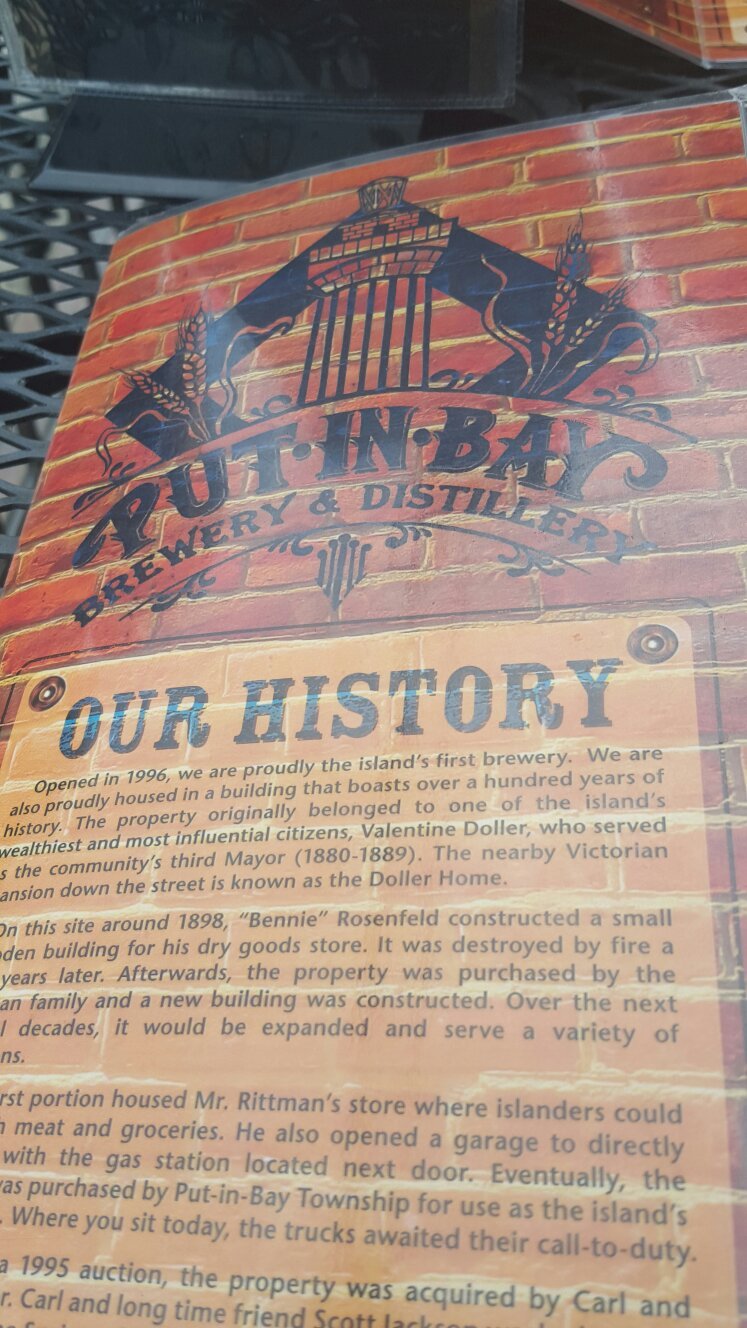 PUT·IN·BAY
BREWERY & DISTILLERY
OUR HISTORY
Opened in 1996, we are proudly the island's first brewery. We are
also proudly housed in a building that boasts over a hundred years of
history. The property originally belonged to one of the island's
wealthiest and most influential citizens, Valentine Doller, who served
s the community's third Mayor (1880-1889). The nearby Victorian
ansion down the street is known as the Doller Home.
On this site around 1898, "Bennie" Rosenfeld constructed a small
den building for his dry goods store. It was destroyed by fire a
years later. Afterwards, the property was purchased by the
an family and a new building was constructed. Over the next
l decades, it would be expanded and serve a variety of
ns.
rst portion housed Mr. Rittman's store where islanders could
meat and groceries. He also opened a garage to directly
with the gas station located next door. Eventually, the
was purchased by Put-in-Bay Township for use as the island's
. Where you sit today, the trucks awaited their call-to-duty.
a 1995 auction, the property was acquired by Carl and
r. Carl and long time friend Scott Jackson